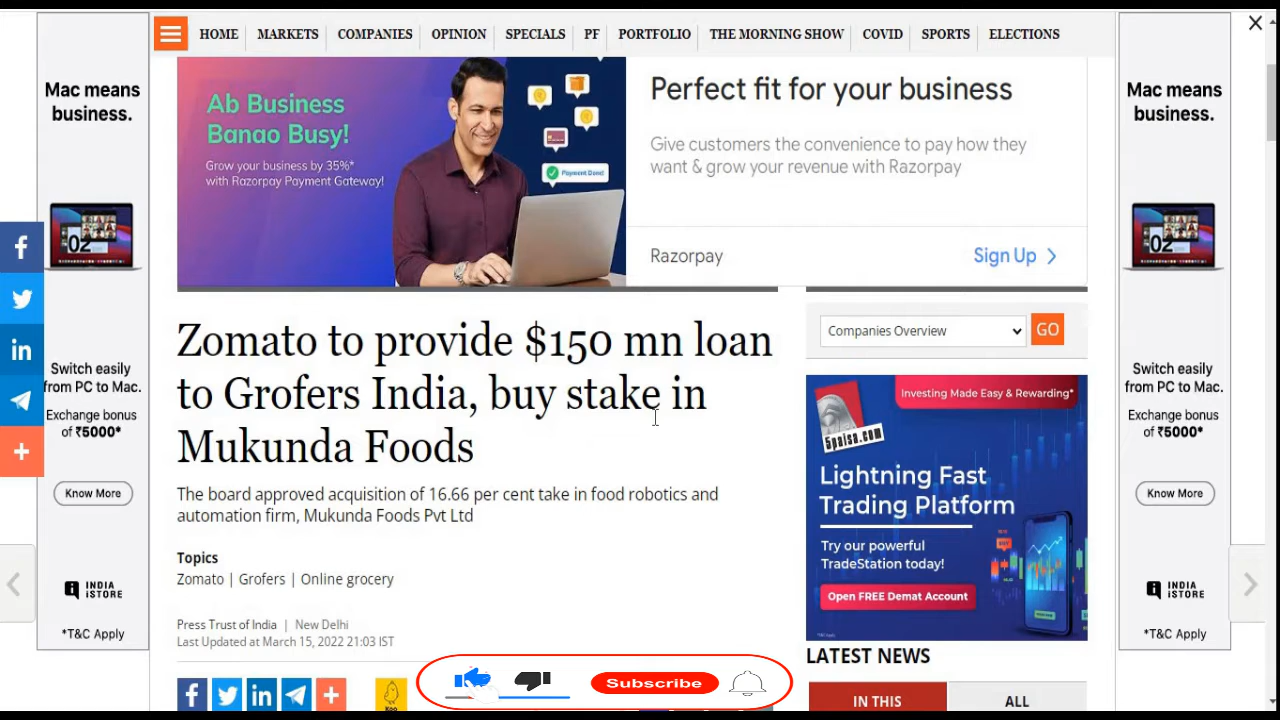 HOME MARKETS COMPANIES OPINION SPECIALS PF PORTFOLIO THE MORNING SHOW COVID SPORTS ELECTIONS
X
Mac means
business.
Switch easily
from PC to Mac.
Exchange bonus
of ₹5000*
Know More
INDIA
iSTORE
*T&C Apply
Ab Business
Banao Busy!
Grow your business by 35%*
with Razorpay Payment Gateway!
Payment Done!
Perfect fit for your business
Give customers the convenience to pay how they
want & grow your revenue with Razorpay
Razorpay
Sign Up
Zomato to provide $150 mn loan
to Grofers India, buy stake in
Mukunda Foods
The board approved acquisition of 16.66 per cent take in food robotics and
automation firm, Mukunda Foods Pvt Ltd
Topics
Zomato | Grofers | Online grocery
Press Trust of India | New Delhi
Last Updated at March 15, 2022 21:03 IST
Koo
Subscribe
Companies Overview
GO
Investing Made Easy & Rewarding*
5paisa.com
Lightning Fast
Trading Platform
Try our powerful
TradeStation today!
Open FREE Demat Account
LATEST NEWS
IN THIS
ALL
Mac means
business.
Switch easily
from PC to Mac.
Exchange bonus
of ₹5000*
Know More
INDIA
iSTORE
*T&C Apply